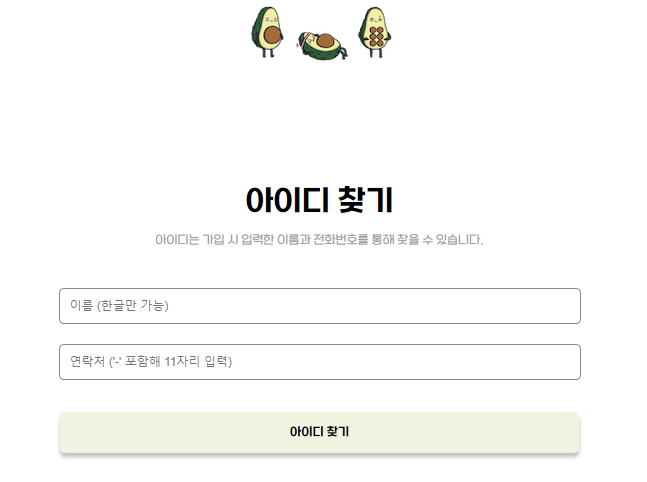 아이디 찾기
아이디는 가입 시 입력한 이름과 전화번호를 통해 찾을 수 있습니다.
이름 (한글만 가능)
연락처 ('-' 포함해 11자리 입력)
아이디 찾기